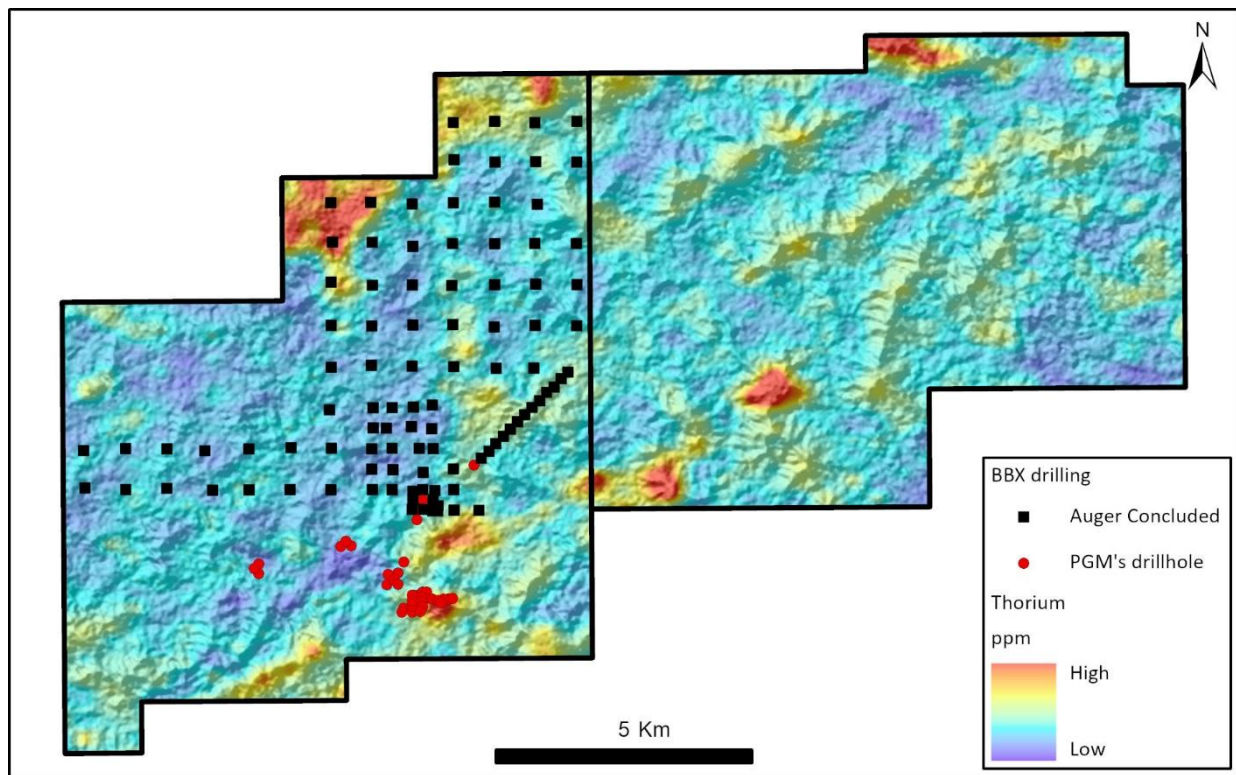 N
BBX drilling
Auger Concluded
PGM's drillhole
Thorium
ppm
High
Low
5 Km